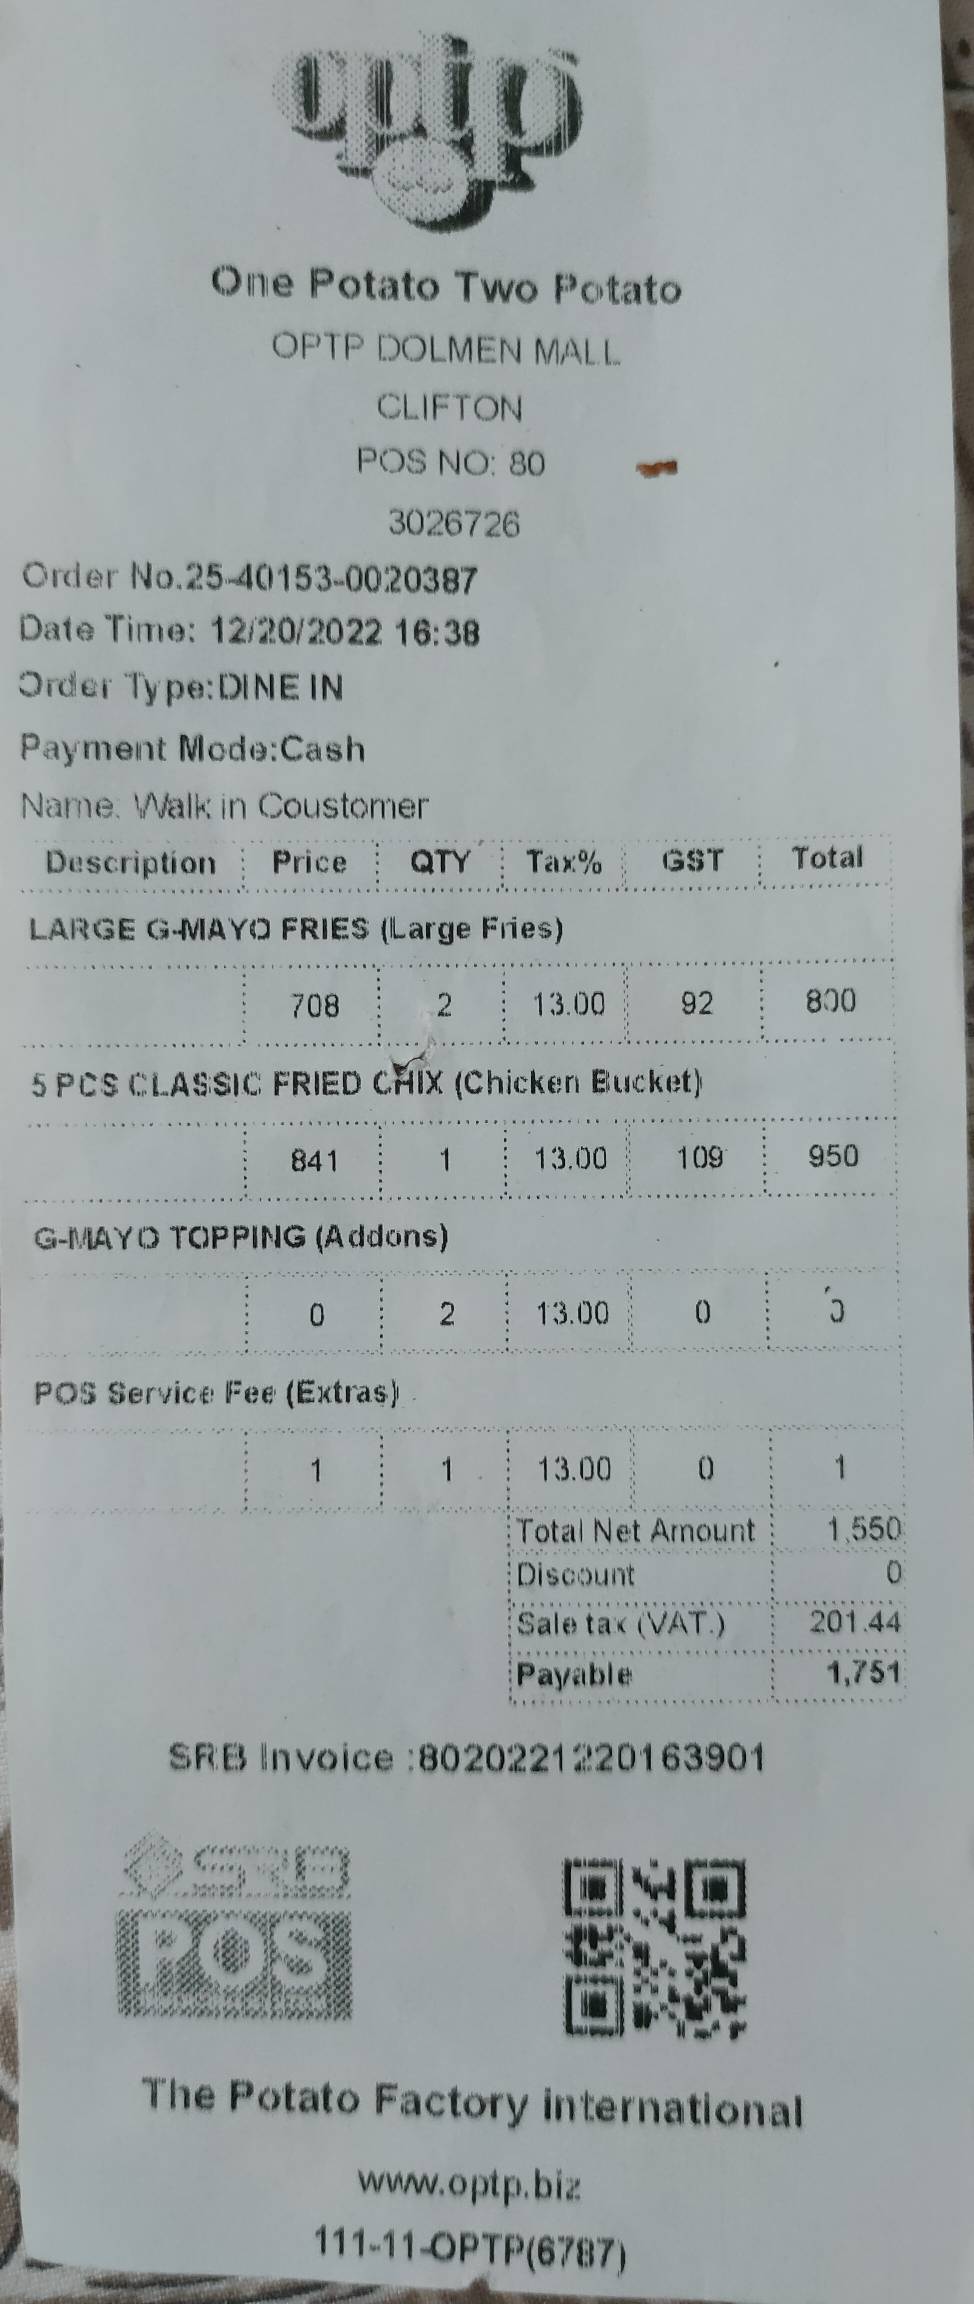 optp
One Potato Two Potato
OPTP DOLMEN MALL
CLIFTON
POS NO: 80
3026726
Order No.25-40153-0020387
Date Time: 12/20/2022 16:38
Order Type:DINE IN
Payment Mode:Cash
Name: Walk in Coustomer
Description Price QTY Tax% GST Total
LARGE G-MAYO FRIES (Large Fries)
708 2 13.00 92 800
5 PCS CLASSIC FRIED CHIX (Chicken Bucket)
841 1 13.00 109 950
G-MAYO TOPPING (Addons)
0 2 13.00 0 0
POS Service Fee (Extras)
1 1 13.00 0 1
Total Net Amount 1,550
Discount 0
Sale tax (VAT.) 201.44
Payable 1,751
SRB Invoice :8020221220163901
SRB
POS
The Potato Factory international
www.optp.biz
111-11-OPTP(6787)